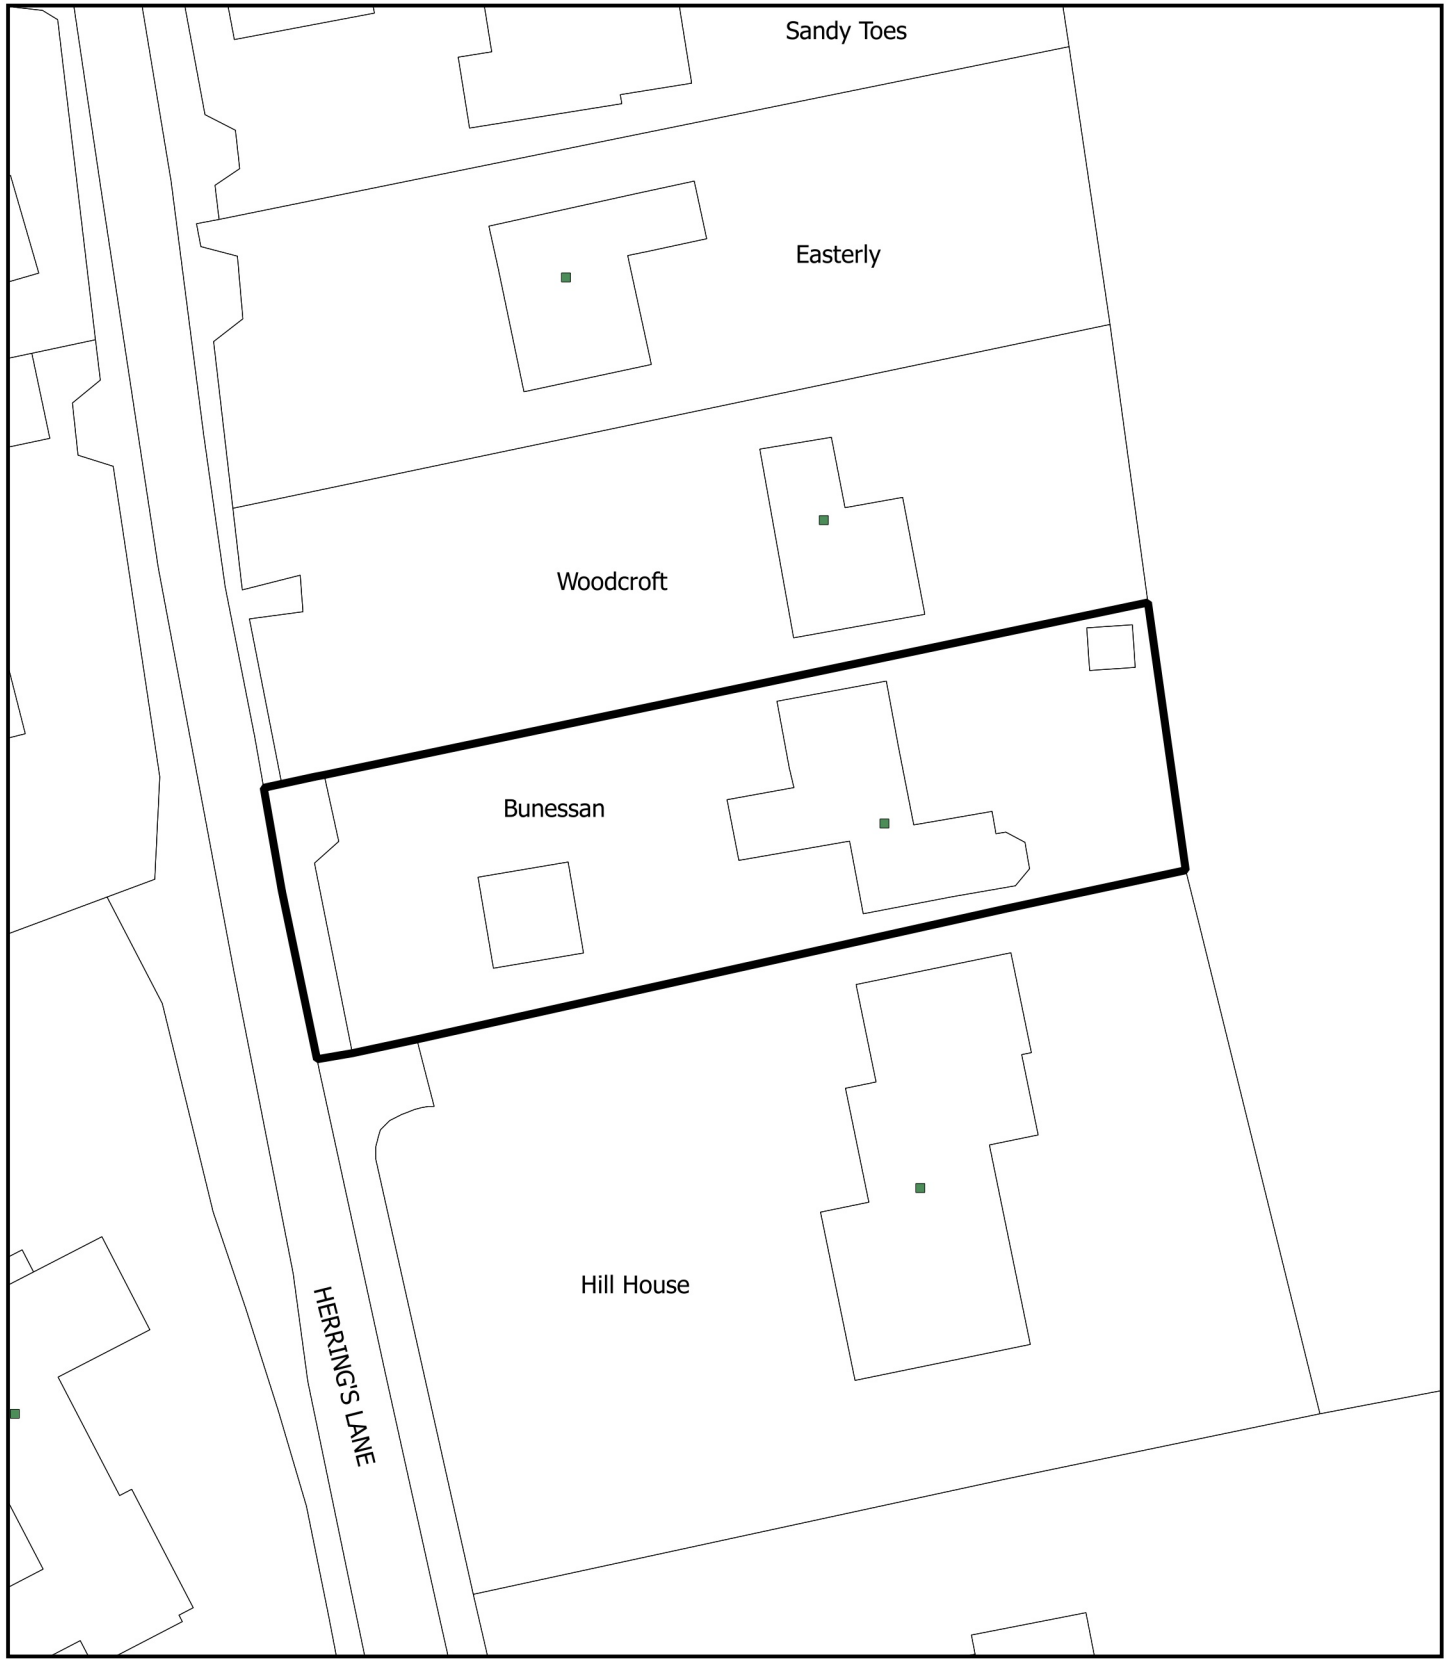 Sandy Toes
Easterly
Woodcroft
Bunessan
Hill House
HERRING'S LANE